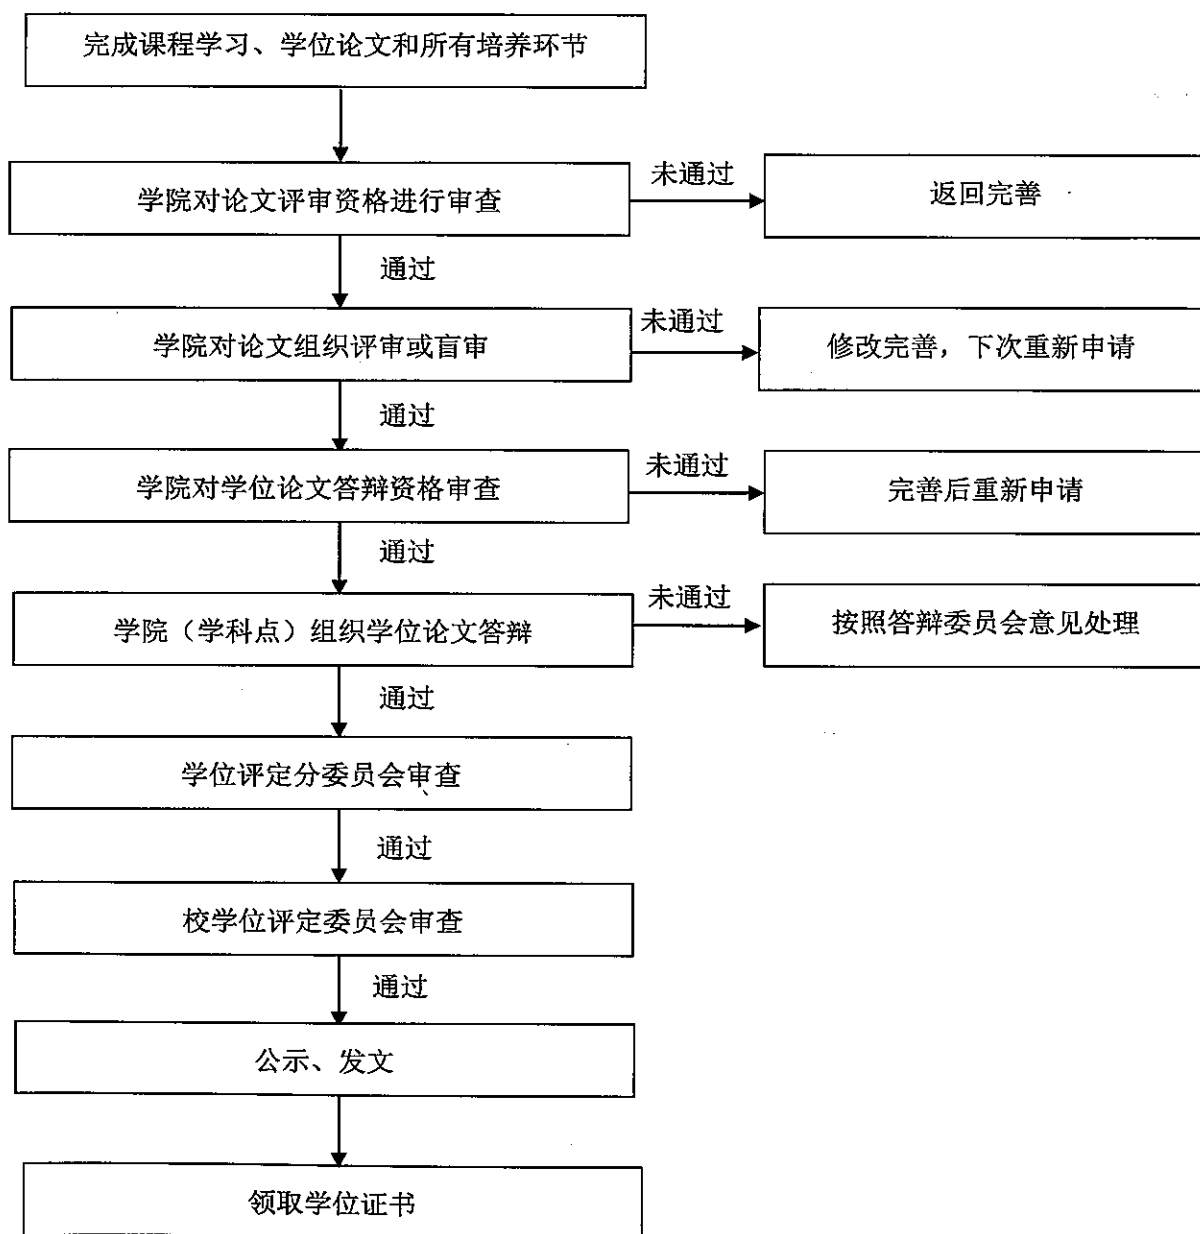 完成课程学习、学位论文和所有培养环节
学院对论文评审资格进行审查
未通过
返回完善
通过
学院对论文组织评审或盲审
未通过
修改完善，下次重新申请
通过
学院对学位论文答辩资格审查
未通过
完善后重新申请
通过
学院（学科点）组织学位论文答辩
未通过
按照答辩委员会意见处理
通过
学位评定分委员会审查
通过
校学位评定委员会审查
通过
公示、发文
领取学位证书